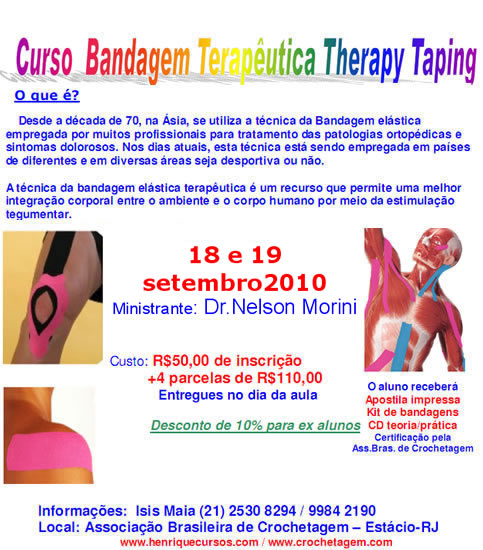 Curso Bandagem Terapêutica Therapy Taping
O que é?
Desde a década de 70, na Ásia, se utiliza a técnica da Bandagem elástica
empregada por muitos profissionais para tratamento das patologias ortopédicas e
sintomas dolorosos. Nos dias atuais, esta técnica está sendo empregada em países
de diferentes e em diversas áreas seja desportiva ou não.
A técnica da bandagem elástica terapêutica é um recurso que permite uma melhor
integração corporal entre o ambiente e o corpo humano por meio da estimulação
tegumentar.
18 e 19
setembro2010
Ministrante: Dr.Nelson Morini
Custo: R$50,00 de inscrição
+4 parcelas de R$110,00
Entregues no dia da aula
Desconto de 10% para ex alunos
O aluno receberá
Apostila impressa
Kit de bandagens
CD teoria/prática
Certificação pela
Ass.Bras. de Crochetagem
Informações: Isis Maia (21) 2530 8294 / 9984 2190
Local: Associação Brasileira de Crochetagem – Estácio-RJ
www.henriquecursos.com / www.crochetagem.com